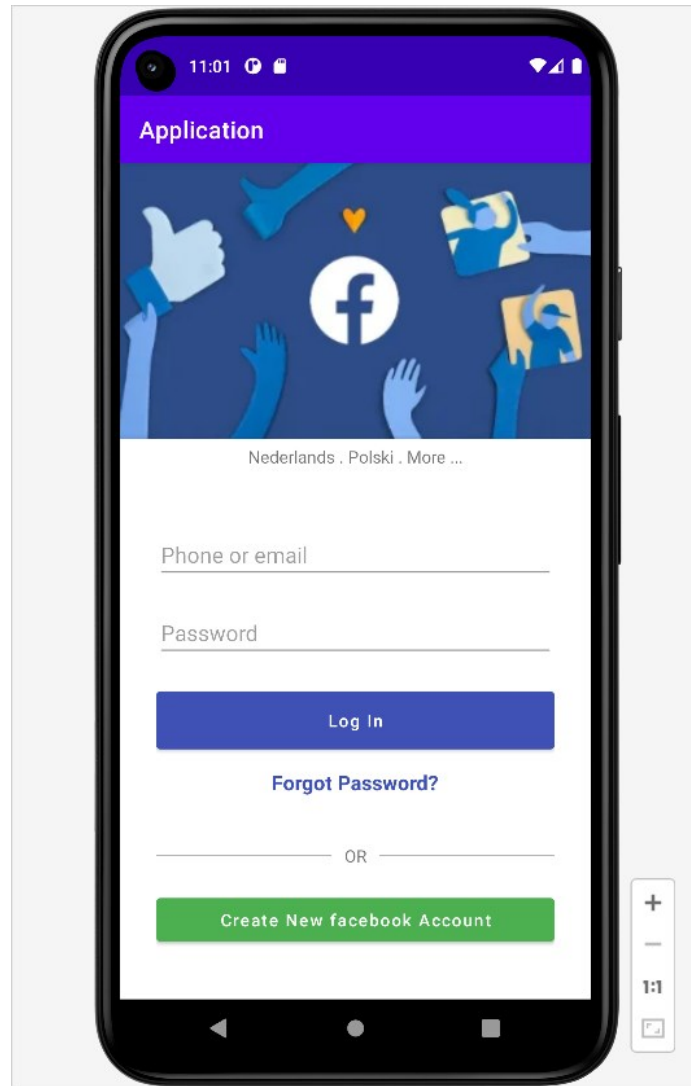 11:01
Application
f
Nederlands . Polski . More ...
Phone or email
Password
Log In
Forgot Password?
OR
Create New facebook Account
1:1